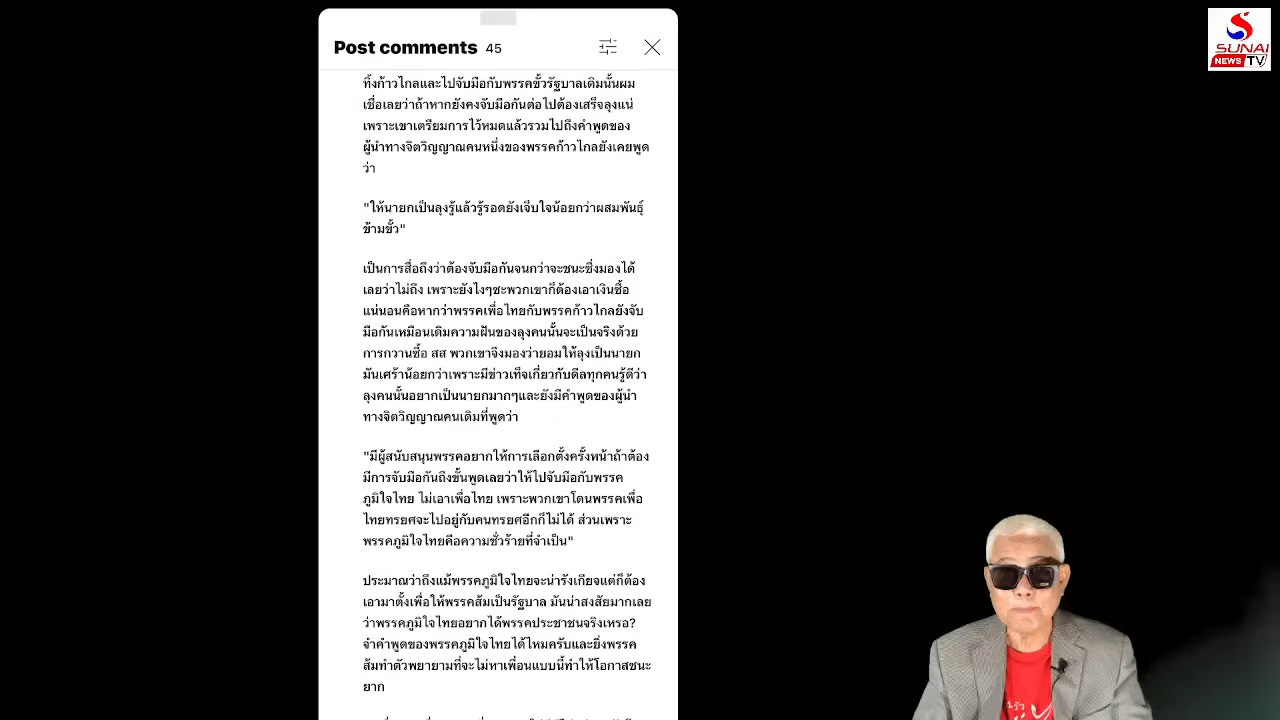 Post comments 45
SUNAI
NEWS TV
ทิ้งก้าวไกลและไปจับมือกับพรรคขั้วรัฐบาลเดิมนั้นผม
เชื่อเลยว่าถ้าหากยังคงจับมือกันต่อไปต้องเสร็จลุงแน่
เพราะเขาเตรียมการไว้หมดแล้วรวมไปถึงคำพูดของ
ผู้นำทางจิตวิญญาณคนหนึ่งของพรรคก้าวไกลยังเคยพูด
ว่า
"ให้นายกเป็นลุงรู้แล้วรู้รอดยังเจ็บใจน้อยกว่าผสมพันธุ์
ข้ามขั้ว"
เป็นการสื่อถึงว่าต้องจับมือกันจนกว่าจะชนะซึ่งมองได้
เลยว่าไม่ถึง เพราะยังไงๆซะพวกเขาก็ต้องเอาเงินซื้อ
แน่นอนคือหากว่าพรรคเพื่อไทยกับพรรคก้าวไกลยังจับ
มือกันเหมือนเดิมความฝันของลุงคนนั้นจะเป็นจริงด้วย
การกวานซื้อ สส พวกเขาจึงมองว่ายอมให้ลุงเป็นนายก
มันเศร้าน้อยกว่าเพราะมีข่าวเท็จเกี่ยวกับดีลทุกคนรู้ดีว่า
ลุงคนนั้นอยากเป็นนายกมากๆและยังมีคำพูดของผู้นำ
ทางจิตวิญญาณคนเดิมที่พูดว่า
"มีผู้สนับสนุนพรรคอยากให้การเลือกตั้งครั้งหน้าถ้าต้อง
มีการจับมือกันถึงขั้นพูดเลยว่าให้ไปจับมือกับพรรค
ภูมิใจไทย ไม่เอาเพื่อไทย เพราะพวกเขาโดนพรรคเพื่อ
ไทยทรยศจะไปอยู่กับคนทรยศอีกก็ไม่ได้ ส่วนเพราะ
พรรคภูมิใจไทยคือความชั่วร้ายที่จำเป็น"
ประมาณว่าถึงแม้พรรคภูมิใจไทยจะน่ารังเกียจแต่ก็ต้อง
เอามาตั้งเพื่อให้พรรคส้มเป็นรัฐบาล มันน่าสงสัยมากเลย
ว่าพรรคภูมิใจไทยอยากได้พรรคประชาชนจริงเหรอ?
จำคำพูดของพรรคภูมิใจไทยได้ไหมครับและยิ่งพรรค
ส้มทำตัวพยายามที่จะไม่หาเพื่อนแบบนี้ทำให้โอกาสชนะ
ยาก